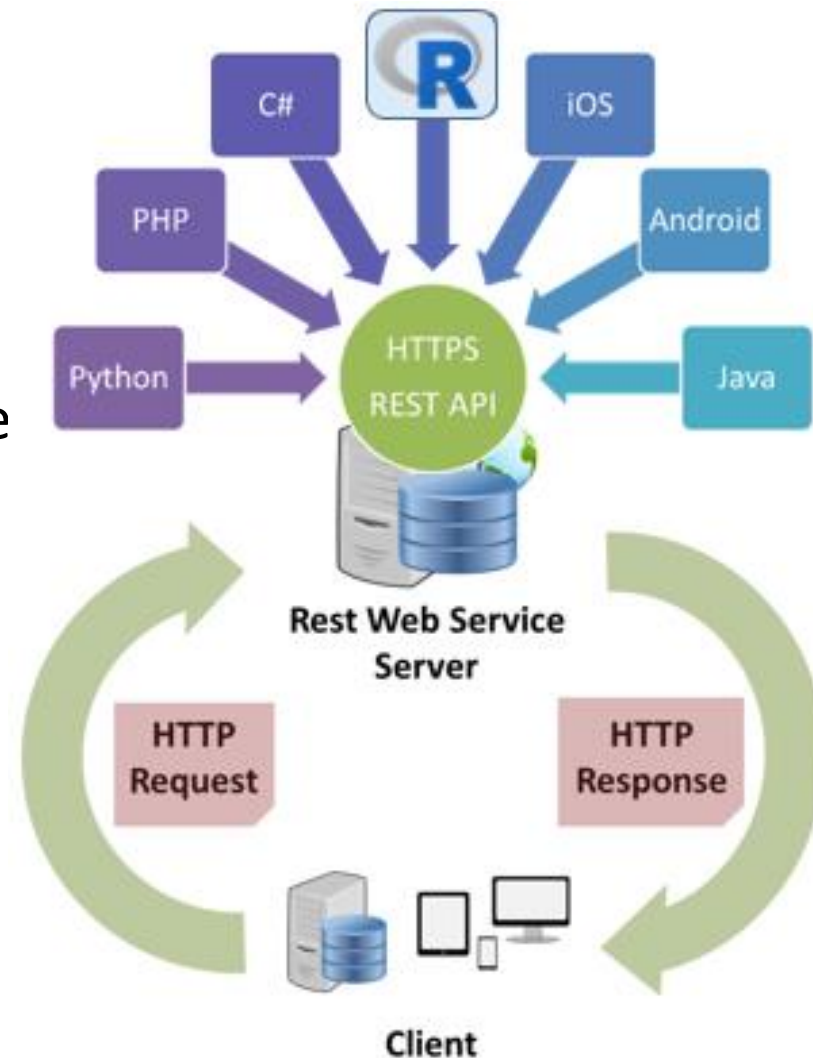 R
C#
iOS
PHP
Android
Python
HTTPS
REST API
Java
e
Rest Web Service
Server
HTTP
Request
HTTP
Response
Client